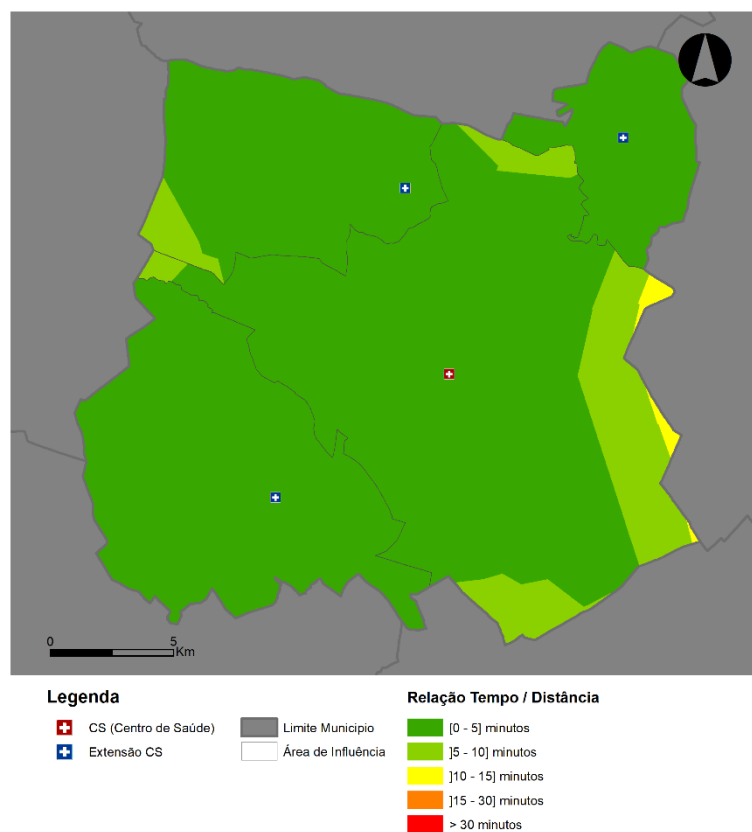 0 5
Km
Legenda
CS (Centro de Saúde)
Extensão CS
Limite Municipio
Área de Influência
Relação Tempo / Distância
[0 - 5] minutos
]5 - 10] minutos
]10 - 15] minutos
]15 - 30] minutos
> 30 minutos